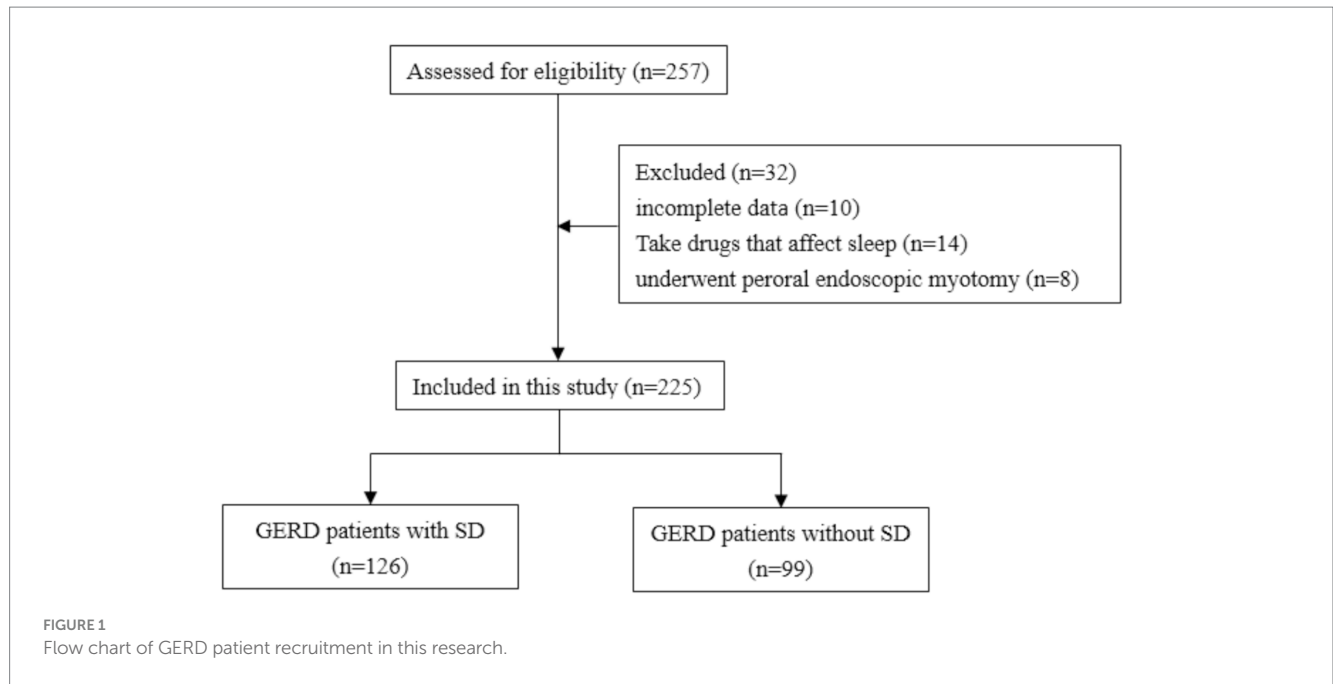 Assessed for eligibility (n=257)
Excluded (n=32)
incomplete data (n=10)
Take drugs that affect sleep (n=14)
underwent peroral endoscopic myotomy (n=8)
Included in this study (n=225)
GERD patients with SD
(n=126)
GERD patients without SD
(n=99)
FIGURE 1
Flow chart of GERD patient recruitment in this research.